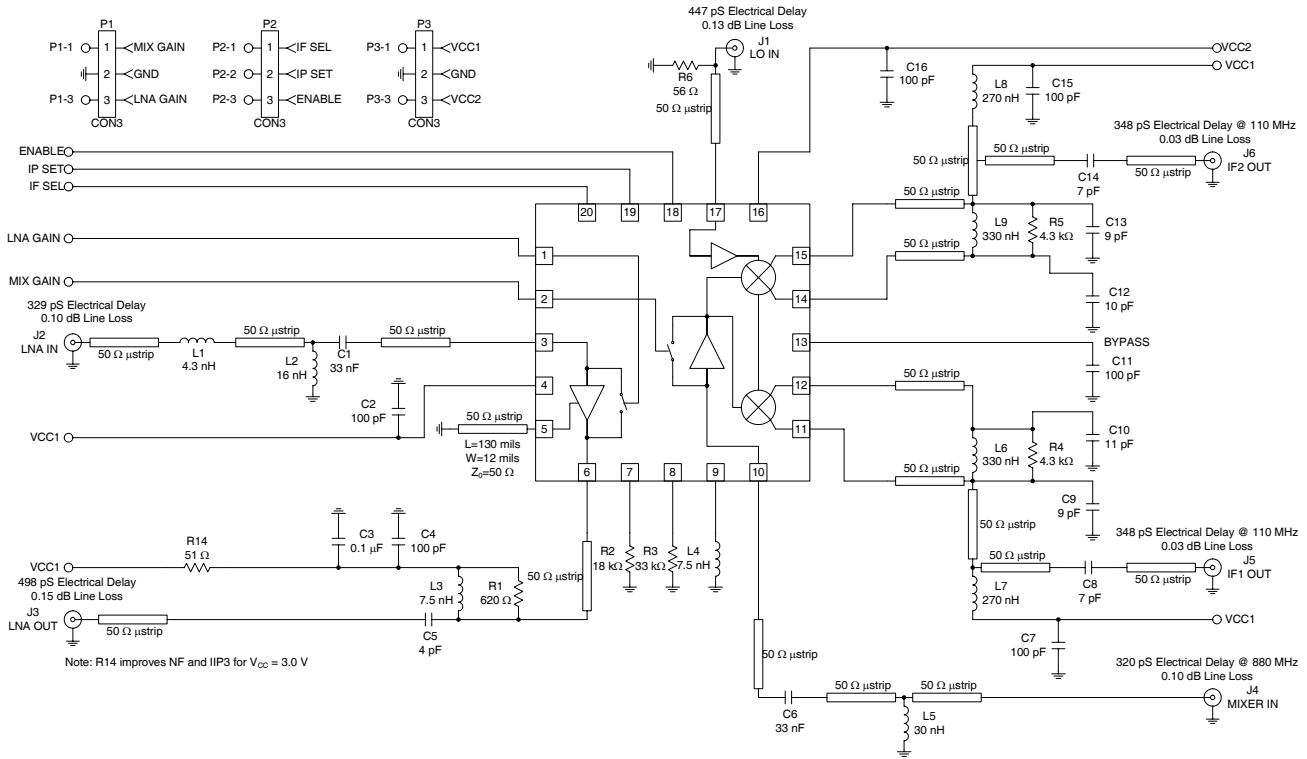 P1
P1-1
1
MIX GAIN
2
GND
P1-3
3
LNA GAIN
CON3
P2
P2-1
1
IF SEL
P2-2
2
IP SET
P2-3
3
ENABLE
CON3
P3
P3-1
1
VCC1
2
GND
P3-3
3
VCC2
CON3
447 pS Electrical Delay
0.13 dB Line Loss
J1
LO IN
R6
56 Ω
50 Ω µstrip
VCC2
VCC1
C16
100 pF
L8
270 nH
C15
100 pF
348 pS Electrical Delay @ 110 MHz
0.03 dB Line Loss
50 Ω µstrip
50 Ω µstrip
C14
7 pF
50 Ω µstrip
J6
IF2 OUT
ENABLE
IP SET
IF SEL
LNA GAIN
MIX GAIN
20
19
18
17
16
50 Ω µstrip
L9
330 nH
R5
4.3 kΩ
C13
9 pF
50 Ω µstrip
C12
10 pF
1
2
3
4
5
15
14
13
12
11
6
7
8
9
10
BYPASS
C11
100 pF
329 pS Electrical Delay
0.10 dB Line Loss
J2
LNA IN
50 Ω µstrip
L1
4.3 nH
50 Ω µstrip
L2
16 nH
C1
33 nF
50 Ω µstrip
C2
100 pF
VCC1
50 Ω µstrip
L=130 mils
W=12 mils
Z₀=50 Ω
50 Ω µstrip
C10
11 pF
L6
330 nH
R4
4.3 kΩ
50 Ω µstrip
C9
9 pF
50 Ω µstrip
348 pS Electrical Delay @ 110 MHz
0.03 dB Line Loss
50 Ω µstrip
C8
7 pF
50 Ω µstrip
J5
IF1 OUT
L7
270 nH
VCC1
C7
100 pF
VCC1
R14
51 Ω
C3
0.1 µF
C4
100 pF
498 pS Electrical Delay
0.15 dB Line Loss
J3
LNA OUT
50 Ω µstrip
L3
7.5 nH
R1
620 Ω
C5
4 pF
50 Ω µstrip
R2
18 kΩ
R3
33 kΩ
L4
7.5 nH
Note: R14 improves NF and IIP3 for V_CC = 3.0 V
50 Ω µstrip
C6
33 nF
50 Ω µstrip
L5
30 nH
50 Ω µstrip
320 pS Electrical Delay @ 880 MHz
0.10 dB Line Loss
J4
MIXER IN